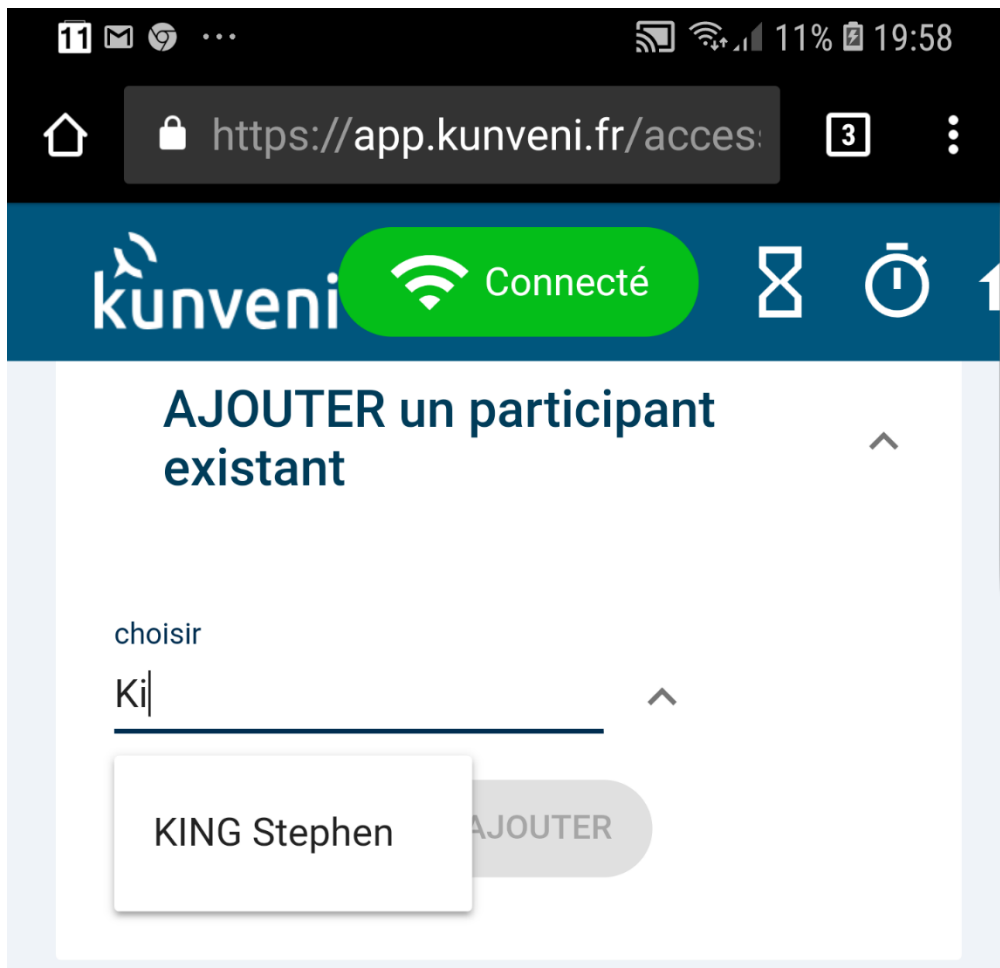 11 11% 19:58
https://app.kunveni.fr/acces 3
kunveni Connecté
AJOUTER un participant
existant
choisir
Ki
KING Stephen AJOUTER